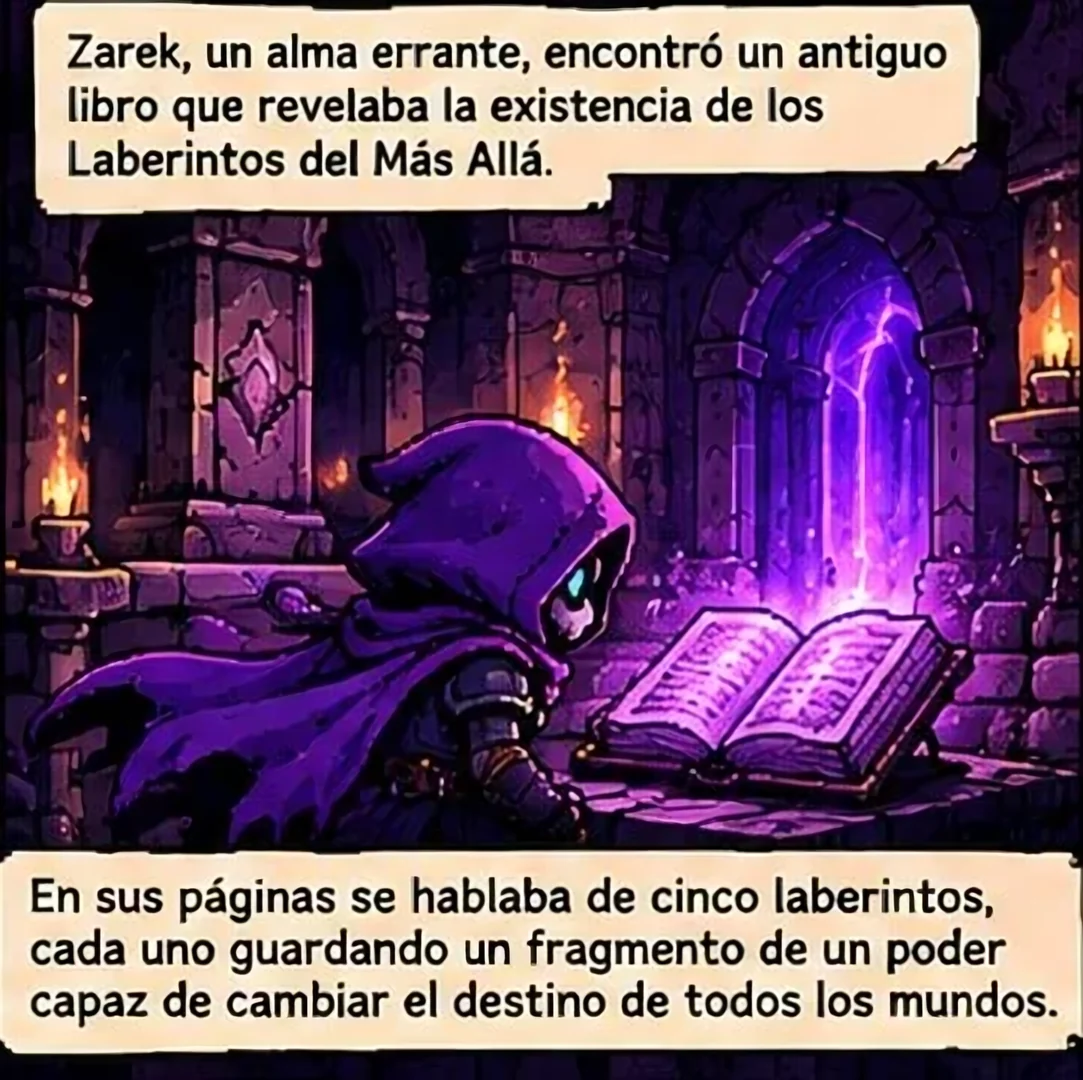 Zarek, un alma errante, encontró un antiguo
libro que revelaba la existencia de los
Laberintos del Más Allá.
En sus páginas se hablaba de cinco laberintos,
cada uno guardando un fragmento de un poder
capaz de cambiar el destino de todos los mundos.